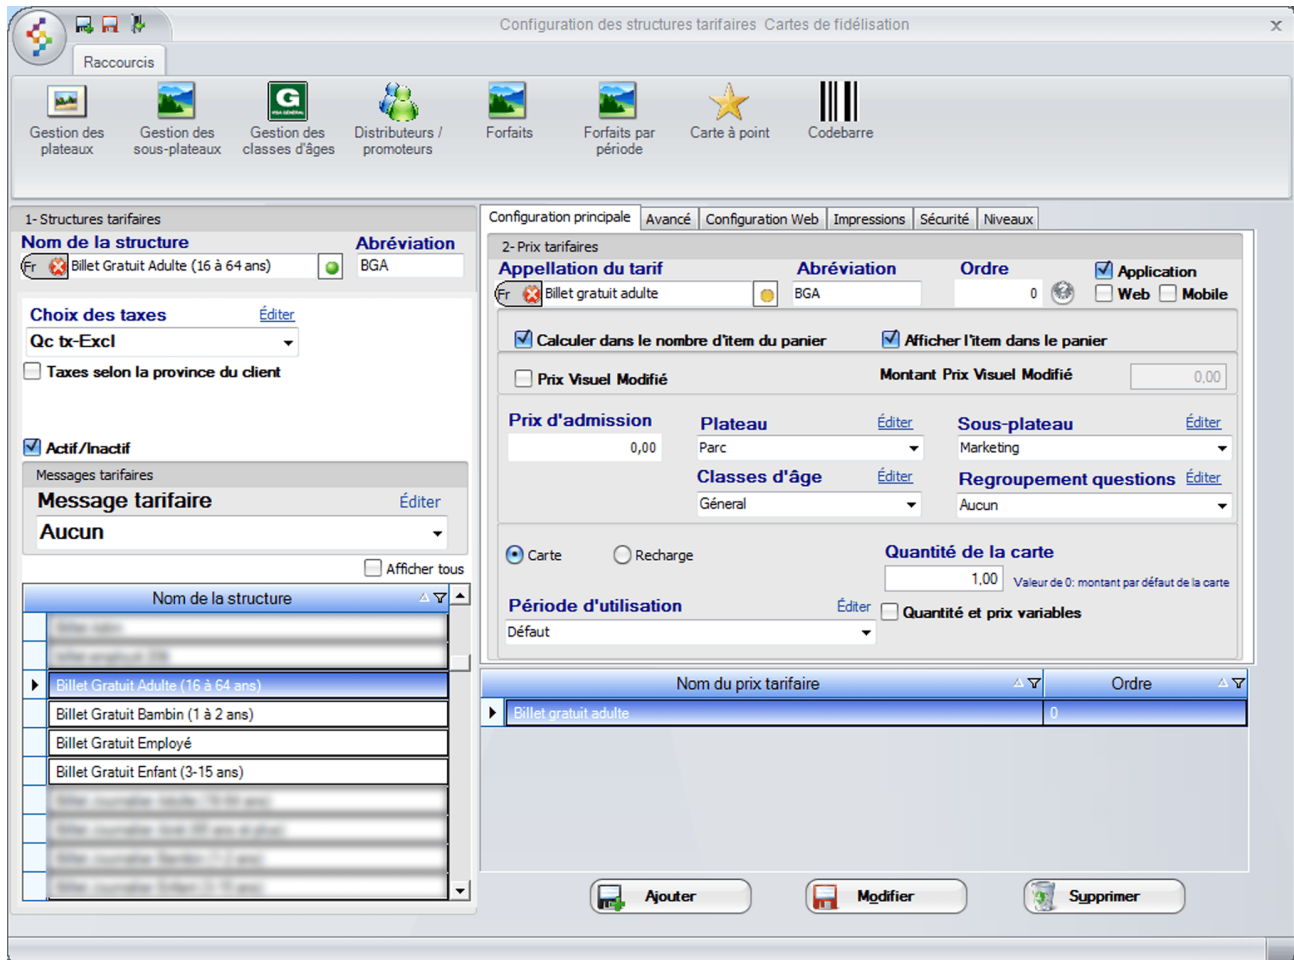 Configuration des structures tarifaires  Cartes de fidélisation
x
Raccourcis
Gestion des plateaux
Gestion des sous-plateaux
G
Gestion des classes d'âges
Distributeurs / promoteurs
Forfaits
Forfaits par période
Carte à point
Codebarre
1- Structures tarifaires
Nom de la structure
Abréviation
Fr
Billet Gratuit Adulte (16 à 64 ans)
BGA
Choix des taxes
Éditer
Qc tx-Excl
Taxes selon la province du client
Actif/Inactif
Messages tarifaires
Message tarifaire
Éditer
Aucun
Afficher tous
Nom de la structure
Billet Gratuit Adulte (16 à 64 ans)
Billet Gratuit Bambin (1 à 2 ans)
Billet Gratuit Employé
Billet Gratuit Enfant (3-15 ans)
Configuration principale
Avancé
Configuration Web
Impressions
Sécurité
Niveaux
2- Prix tarifaires
Appellation du tarif
Abréviation
Ordre
Application
Fr
Billet gratuit adulte
BGA
0
Web
Mobile
Calculer dans le nombre d'item du panier
Afficher l'item dans le panier
Prix Visuel Modifié
Montant Prix Visuel Modifié
0,00
Prix d'admission
Plateau
Éditer
Sous-plateau
Éditer
0,00
Parc
Marketing
Classes d'âge
Éditer
Regroupement questions
Éditer
Géneral
Aucun
Carte
Recharge
Quantité de la carte
1,00
Valeur de 0: montant par défaut de la carte
Période d'utilisation
Éditer
Quantité et prix variables
Défaut
Nom du prix tarifaire
Ordre
Billet gratuit adulte
0
Ajouter
Modifier
Supprimer